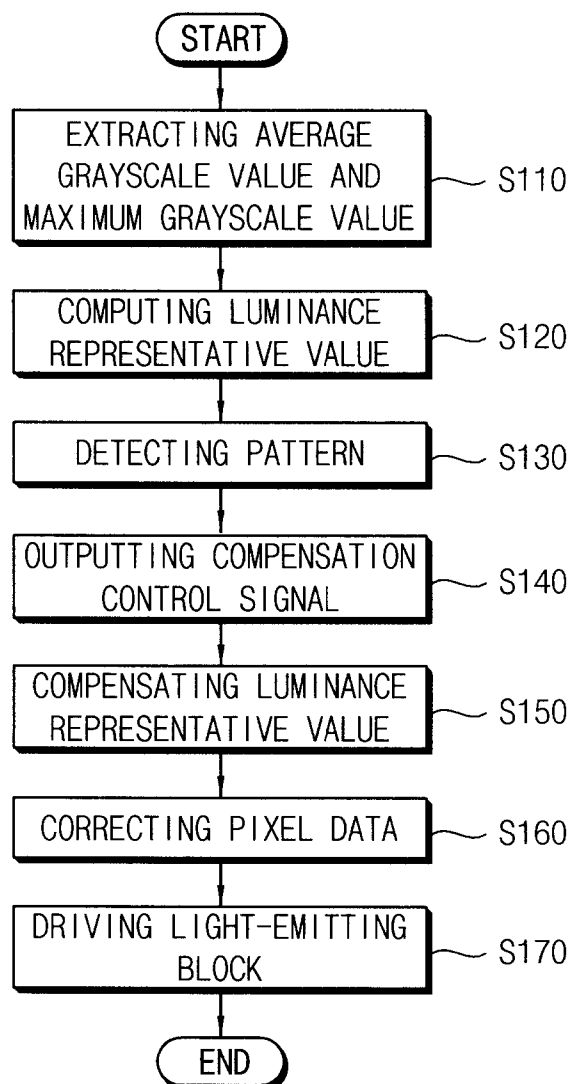 START
EXTRACTING AVERAGE
GRAYSCALE VALUE AND
MAXIMUM GRAYSCALE VALUE
S110
COMPUTING LUMINANCE
REPRESENTATIVE VALUE
S120
DETECTING PATTERN
S130
OUTPUTTING COMPENSATION
CONTROL SIGNAL
S140
COMPENSATING LUMINANCE
REPRESENTATIVE VALUE
S150
CORRECTING PIXEL DATA
S160
DRIVING LIGHT-EMITTING
BLOCK
S170
END